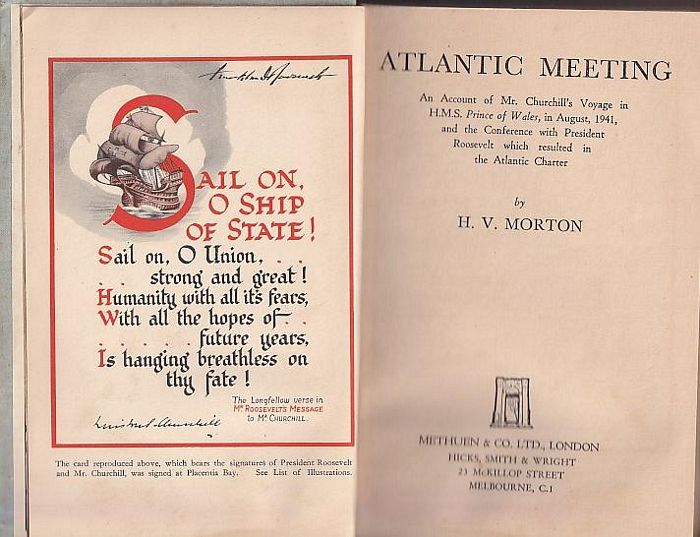 Franklin D Roosevelt
SAIL ON,
O SHIP
OF STATE!
Sail on, O Union, . .
. . strong and great!
Humanity with all it's fears,
With all the hopes of . .
. . . . . future years,
Is hanging breathless on
thy fate!
The Longfellow verse in
Mr ROOSEVELT'S MESSAGE
to Mr CHURCHILL.
Winston S. Churchill
The card reproduced above, which bears the signatures of President Roosevelt
and Mr. Churchill, was signed at Placentia Bay. See List of Illustrations.
ATLANTIC MEETING
An Account of Mr. Churchill's Voyage in
H.M.S. Prince of Wales, in August, 1941,
and the Conference with President
Roosevelt which resulted in
the Atlantic Charter
by
H. V. MORTON
METHUEN & CO. LTD., LONDON
HICKS, SMITH & WRIGHT
23 McKILLOP STREET
MELBOURNE, C.1